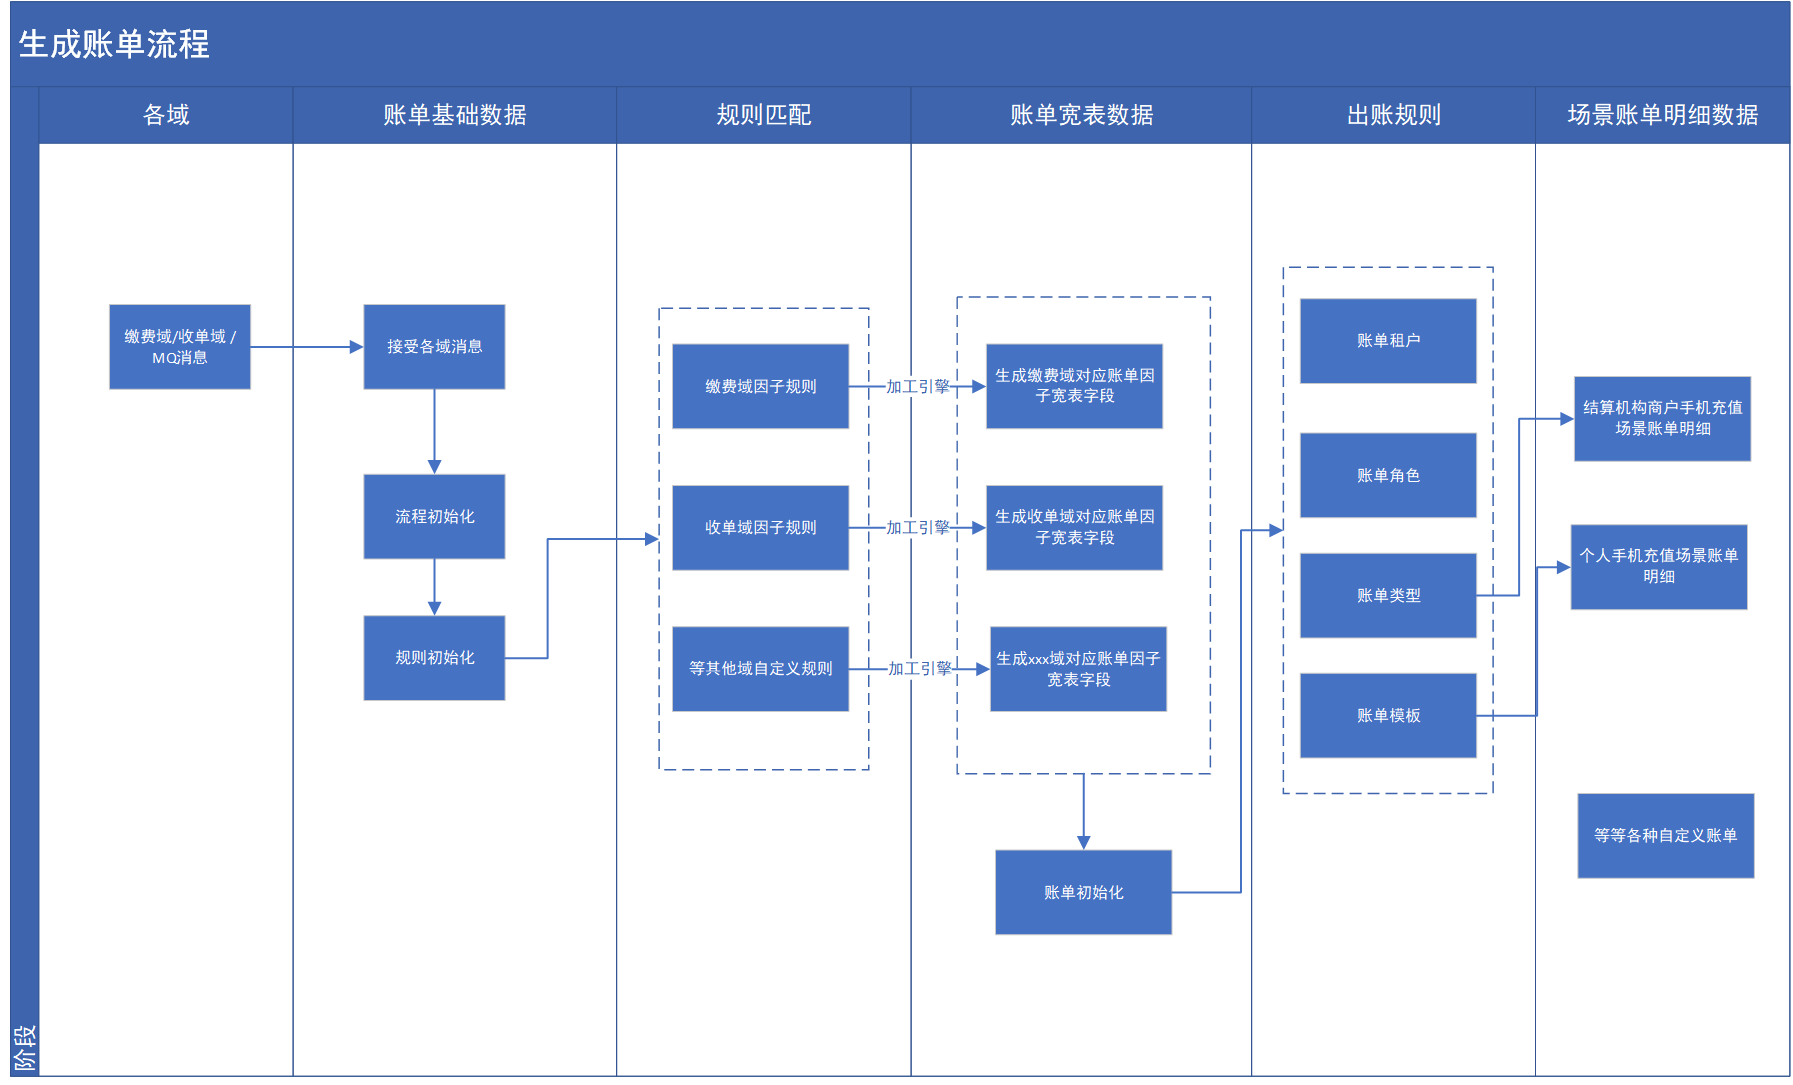 生成账单流程
各域
账单基础数据
规则匹配
账单宽表数据
出账规则
场景账单明细数据
阶段
缴费域/收单域 /
MQ消息
接受各域消息
流程初始化
规则初始化
缴费域因子规则
收单域因子规则
等其他域自定义规则
加工引擎
加工引擎
加工引擎
生成缴费域对应账单因
子宽表字段
生成收单域对应账单因
子宽表字段
生成xxx域对应账单因子
宽表字段
账单初始化
账单租户
账单角色
账单类型
账单模板
结算机构商户手机充值
场景账单明细
个人手机充值场景账单
明细
等等各种自定义账单